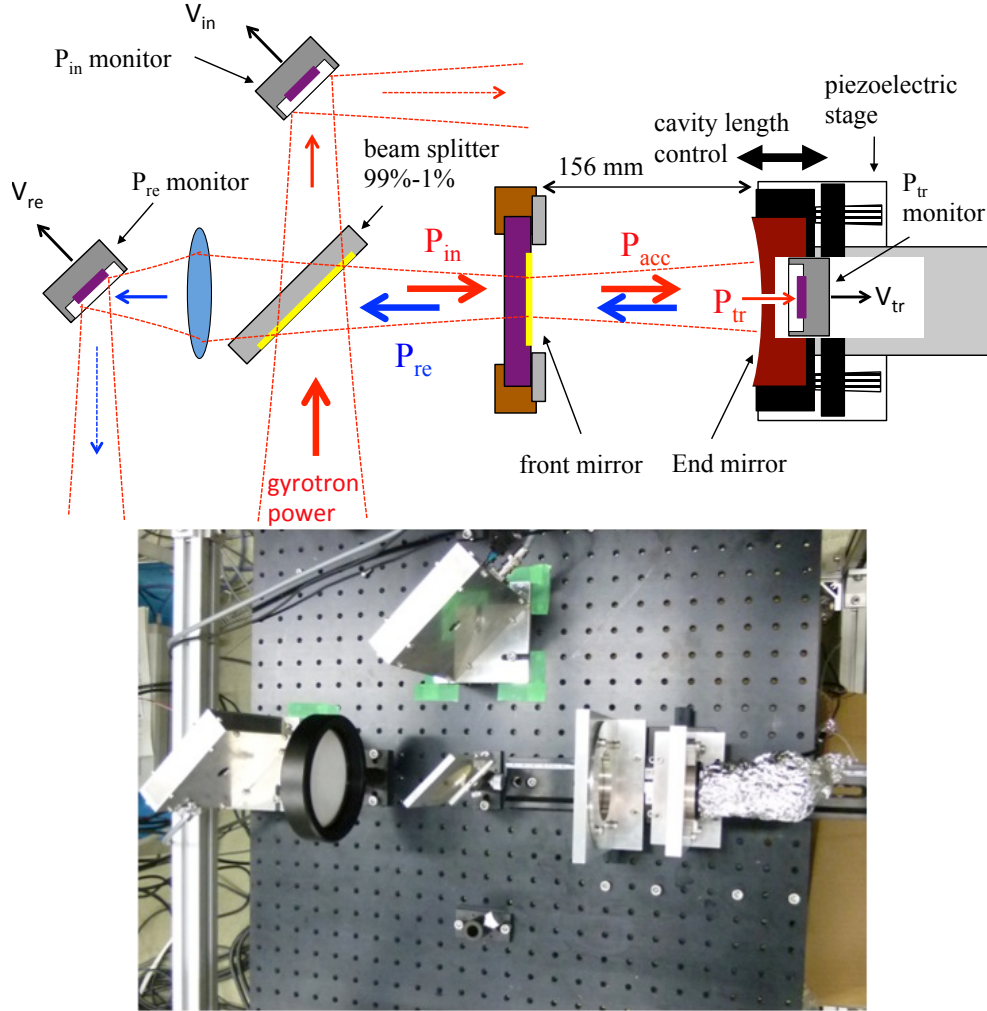 V_in
P_in monitor
piezoelectric
stage
cavity length
control
beam splitter
99%-1%
156 mm
P_tr
monitor
P_re monitor
V_re
P_in
P_acc
P_tr
V_tr
P_re
front mirror
End mirror
gyrotron
power